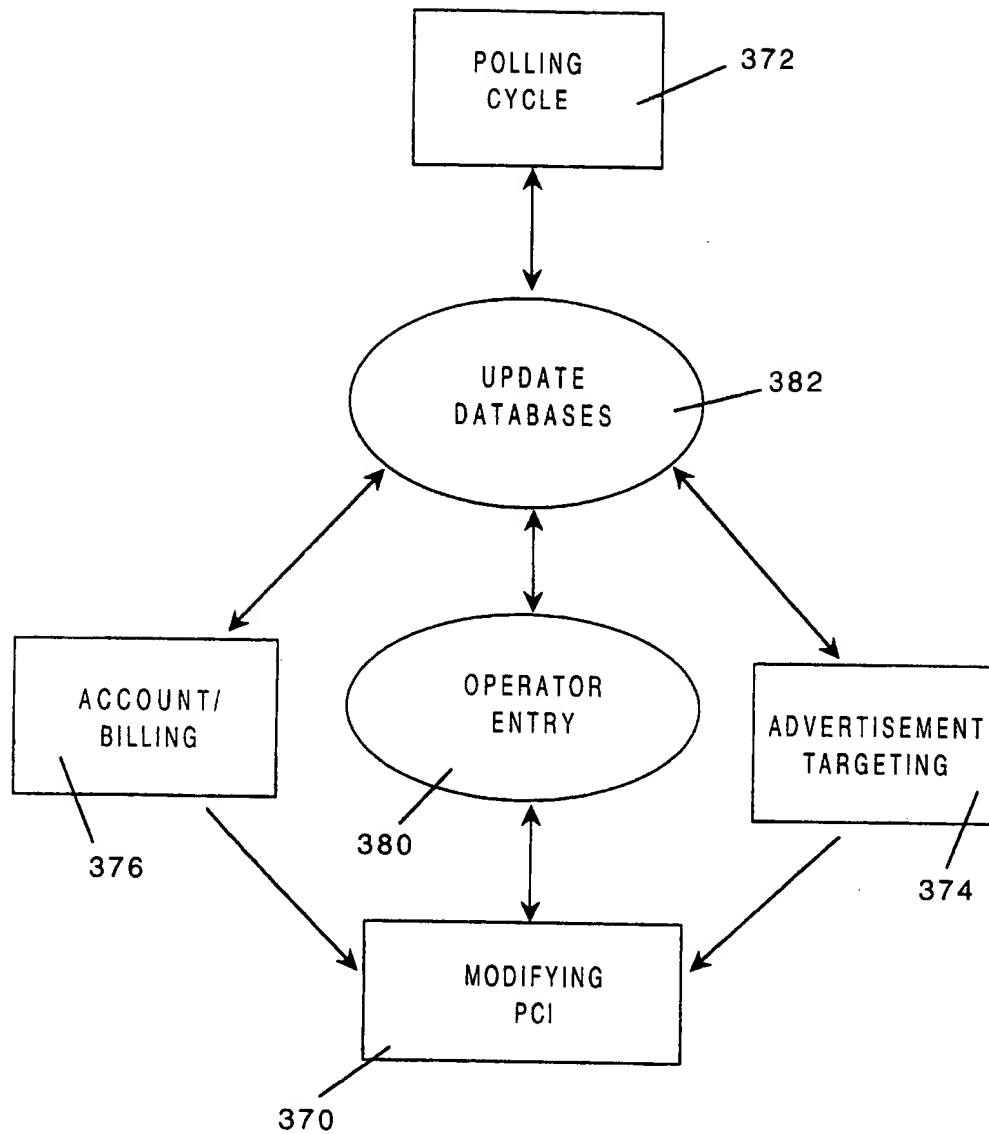 POLLING
CYCLE
372
UPDATE
DATABASES
382
ACCOUNT/
BILLING
376
OPERATOR
ENTRY
380
ADVERTISEMENT
TARGETING
374
MODIFYING
PCI
370